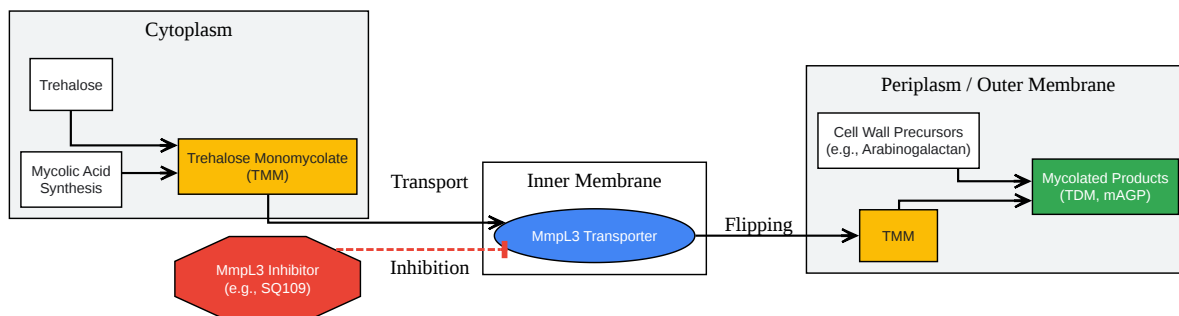 Cytoplasm
Trehalose
Mycolic Acid
Synthesis
Trehalose Monomycolate
(TMM)
Transport
Inner Membrane
MmpL3 Transporter
MmpL3 Inhibitor
(e.g., SQ109)
Inhibition
Flipping
Periplasm / Outer Membrane
Cell Wall Precursors
(e.g., Arabinogalactan)
TMM
Mycolated Products
(TDM, mAGP)